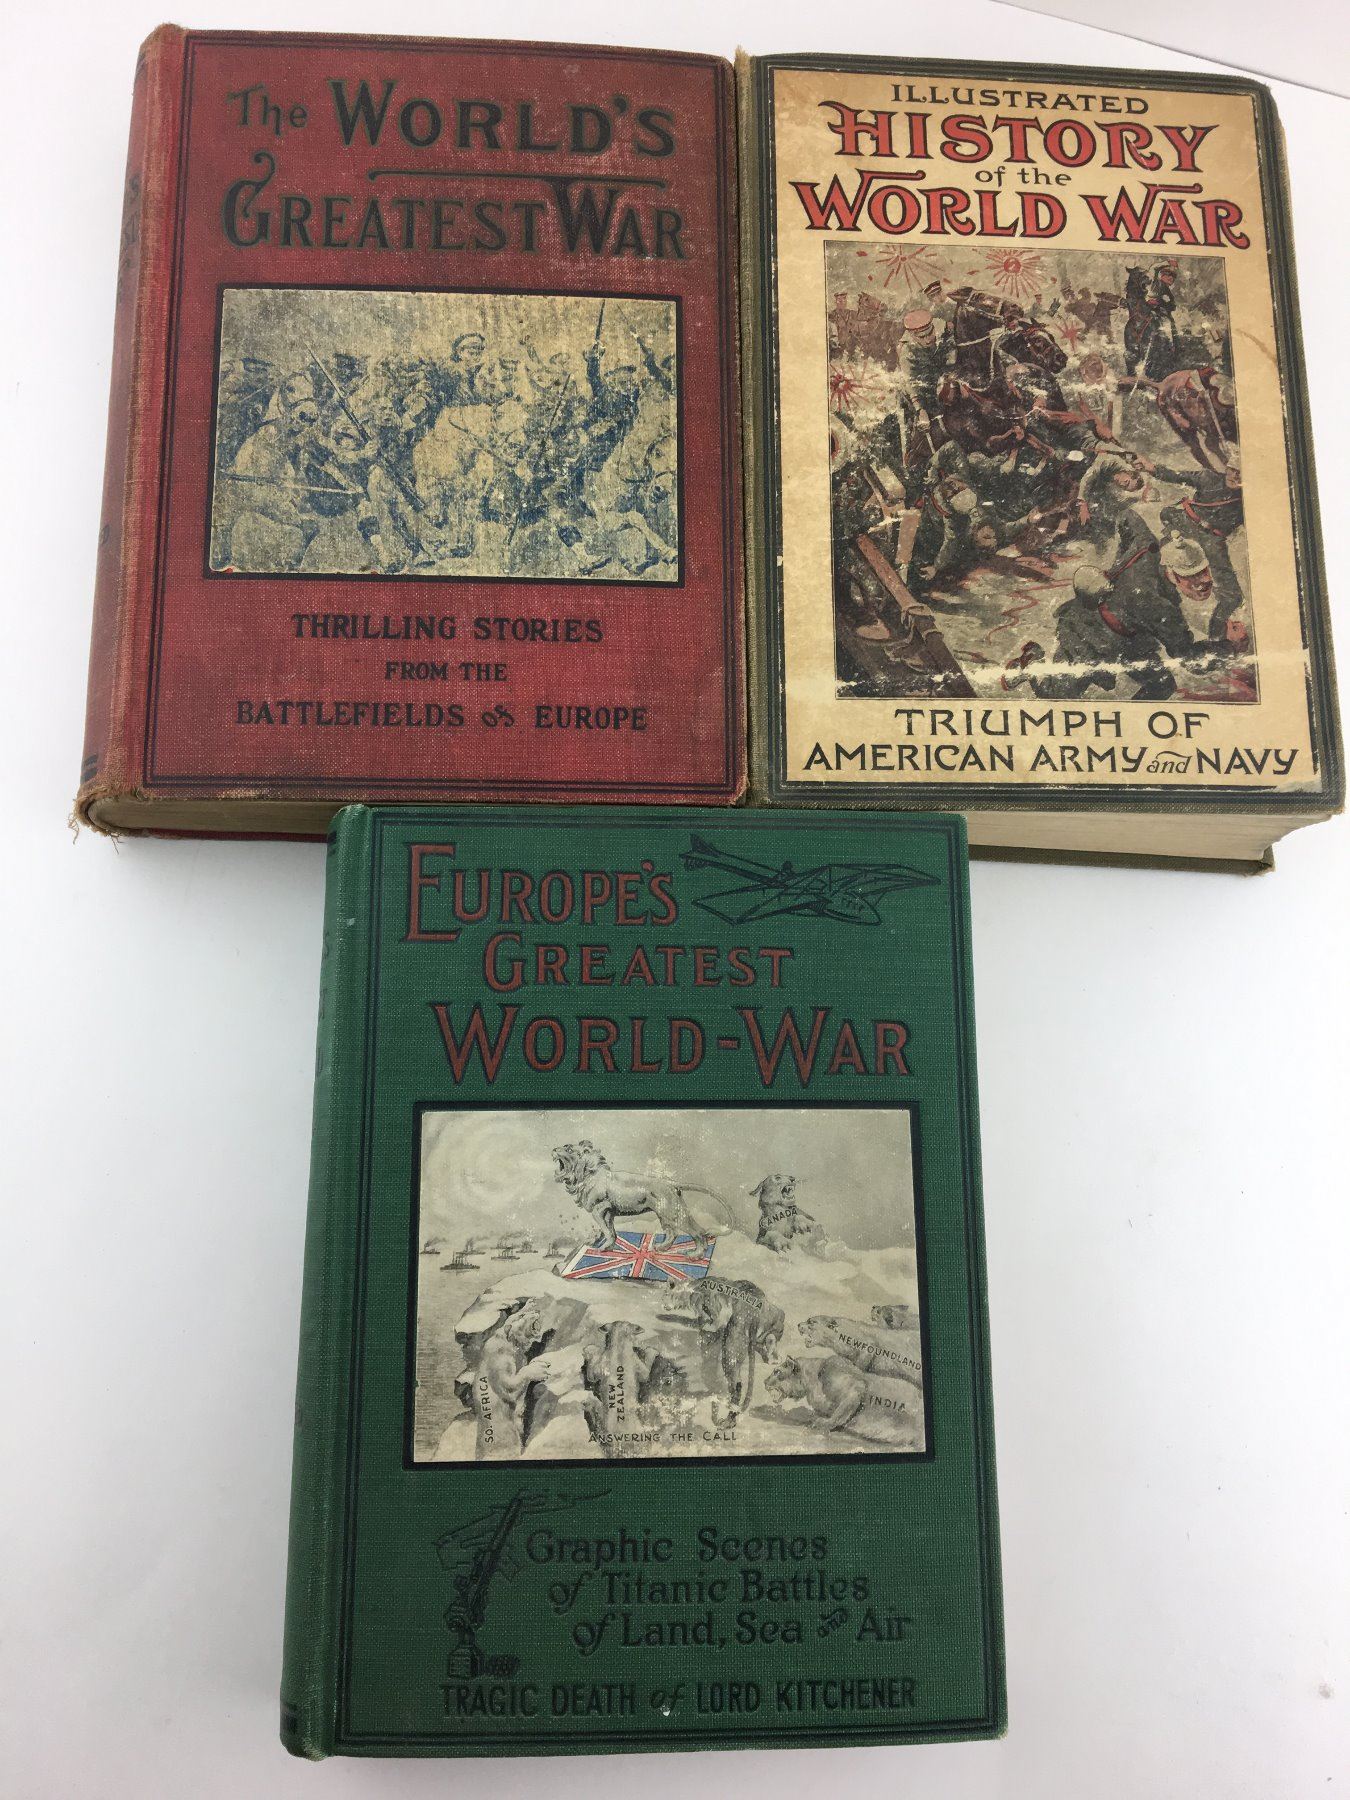 The WORLD'S
GREATEST WAR
THRILLING STORIES
FROM THE
BATTLEFIELDS OF EUROPE
ILLUSTRATED
HISTORY
of the
WORLD WAR
TRIUMPH OF
AMERICAN ARMY and NAVY
EUROPE'S
GREATEST
WORLD-WAR
CANADA
AUSTRALIA
NEWFOUNDLAND
INDIA
SO. AFRICA
NEW
ZEALAND
ANSWERING THE CALL
Graphic Scenes
of Titanic Battles
of Land, Sea and Air
TRAGIC DEATH of LORD KITCHENER